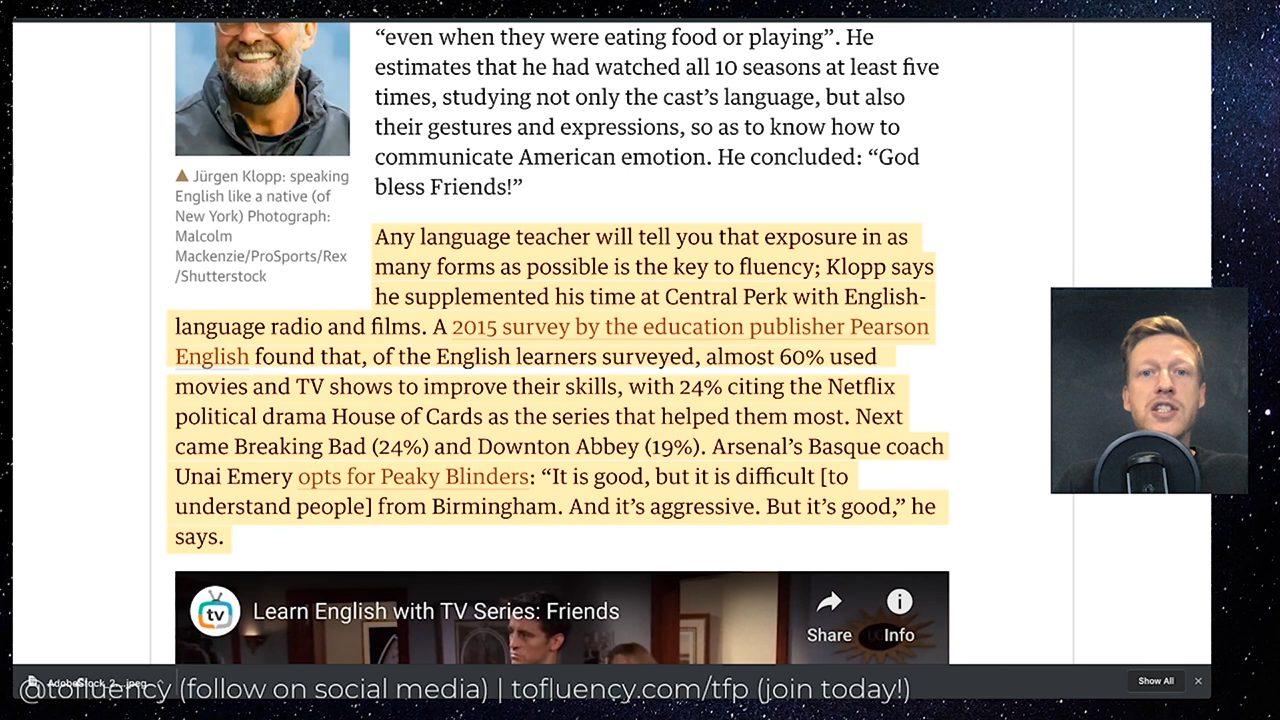 “even when they were eating food or playing”. He
estimates that he had watched all 10 seasons at least five
times, studying not only the cast’s language, but also
their gestures and expressions, so as to know how to
communicate American emotion. He concluded: “God
bless Friends!”
Jürgen Klopp: speaking
English like a native (of
New York) Photograph:
Malcolm
Mackenzie/ProSports/Rex
/Shutterstock
Any language teacher will tell you that exposure in as
many forms as possible is the key to fluency; Klopp says
he supplemented his time at Central Perk with English-
language radio and films. A 2015 survey by the education publisher Pearson
English found that, of the English learners surveyed, almost 60% used
movies and TV shows to improve their skills, with 24% citing the Netflix
political drama House of Cards as the series that helped them most. Next
came Breaking Bad (24%) and Downton Abbey (19%). Arsenal’s Basque coach
Unai Emery opts for Peaky Blinders: “It is good, but it is difficult [to
understand people] from Birmingham. And it’s aggressive. But it’s good,” he
says.
tv
Learn English with TV Series: Friends
Share
Info
Show All
@tofluency (follow on social media) | tofluency.com/tfp (join today!)